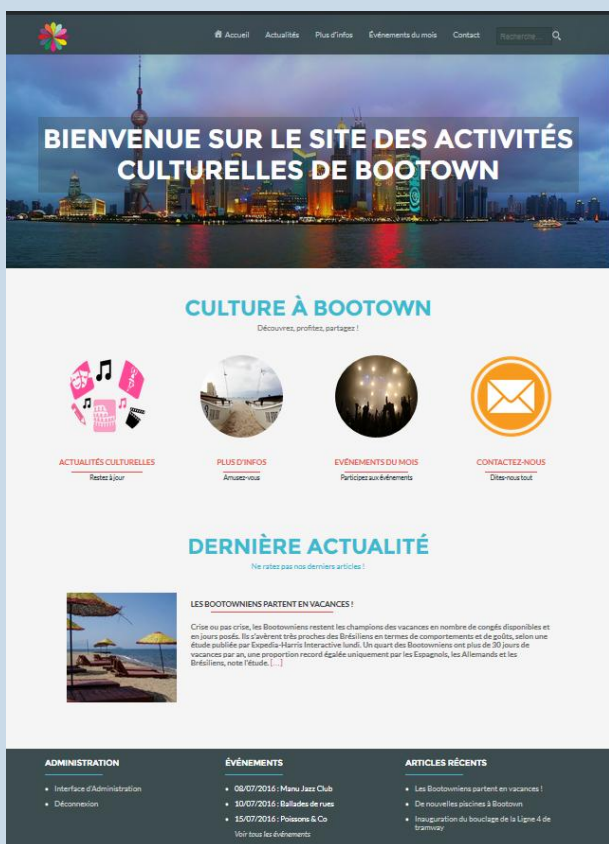 Accueil Actualités Plus d'infos Événements du mois Contact Recherche...
BIENVENUE SUR LE SITE DES ACTIVITÉS
CULTURELLES DE BOOTOWN
CULTURE À BOOTOWN
Découvrez, profitez, partagez !
ACTUALITÉS CULTURELLES
Restez à jour
PLUS D'INFOS
Amusez-vous
EVÉNEMENTS DU MOIS
Participez aux événements
CONTACTEZ-NOUS
Dites-nous tout
DERNIÈRE ACTUALITÉ
Ne ratez pas nos derniers articles !
LES BOOTOWNIENS PARTENT EN VACANCES !
Crise ou pas crise, les Bootowniens restent les champions des vacances en nombre de congés disponibles et
en jours posés. Ils s'avèrent très proches des Brésiliens en termes de comportements et de goûts, selon une
étude publiée par Expedia-Harris Interactive lundi. Un quart des Bootowniens ont plus de 30 jours de
vacances par an, une proportion record égalée uniquement par les Espagnols, les Allemands et les
Brésiliens, note l'étude. [...]
ADMINISTRATION
Interface d'Administration
Déconnexion
ÉVÉNEMENTS
08/07/2016 : Manu Jazz Club
10/07/2016 : Ballades de rues
15/07/2016 : Poissons & Co
Voir tous les événements
ARTICLES RÉCENTS
Les Bootowniens partent en vacances !
De nouvelles piscines à Bootown
Inauguration du bouclage de la Ligne 4 de
tramway